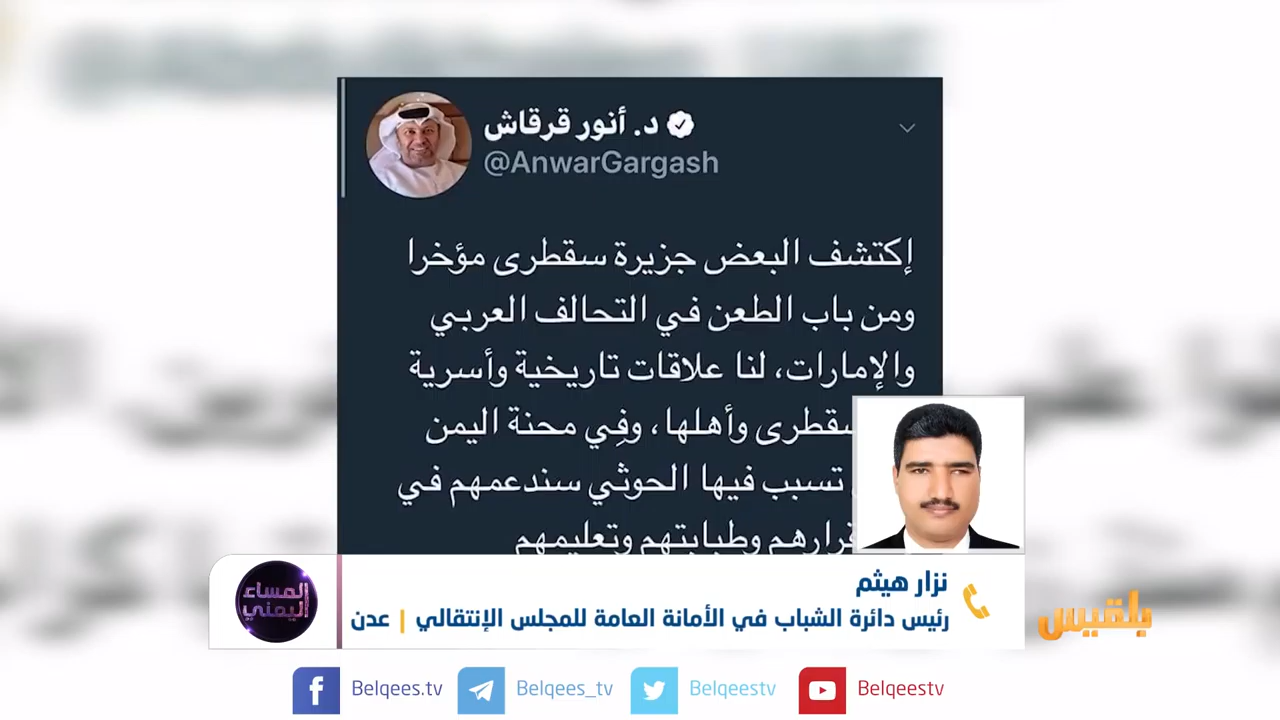 د. أنور قرقاش
@AnwarGargash
إكتشف البعض جزيرة سقطرى مؤخرا
ومن باب الطعن في التحالف العربي
والإمارات، لنا علاقات تاريخية وأسرية
وأهلها، وفي محنة اليمن
تسبب فيها الحوثي سندعمهم في
وطبابتهم وتعليمهم
نزار هيثم
رئيس دائرة الشباب في الأمانة العامة للمجلس الإنتقالي | عدن
المساء
اليمني
بلقيس
Belqees.tv
Belqees_tv
Belqeestv
Belqeestv